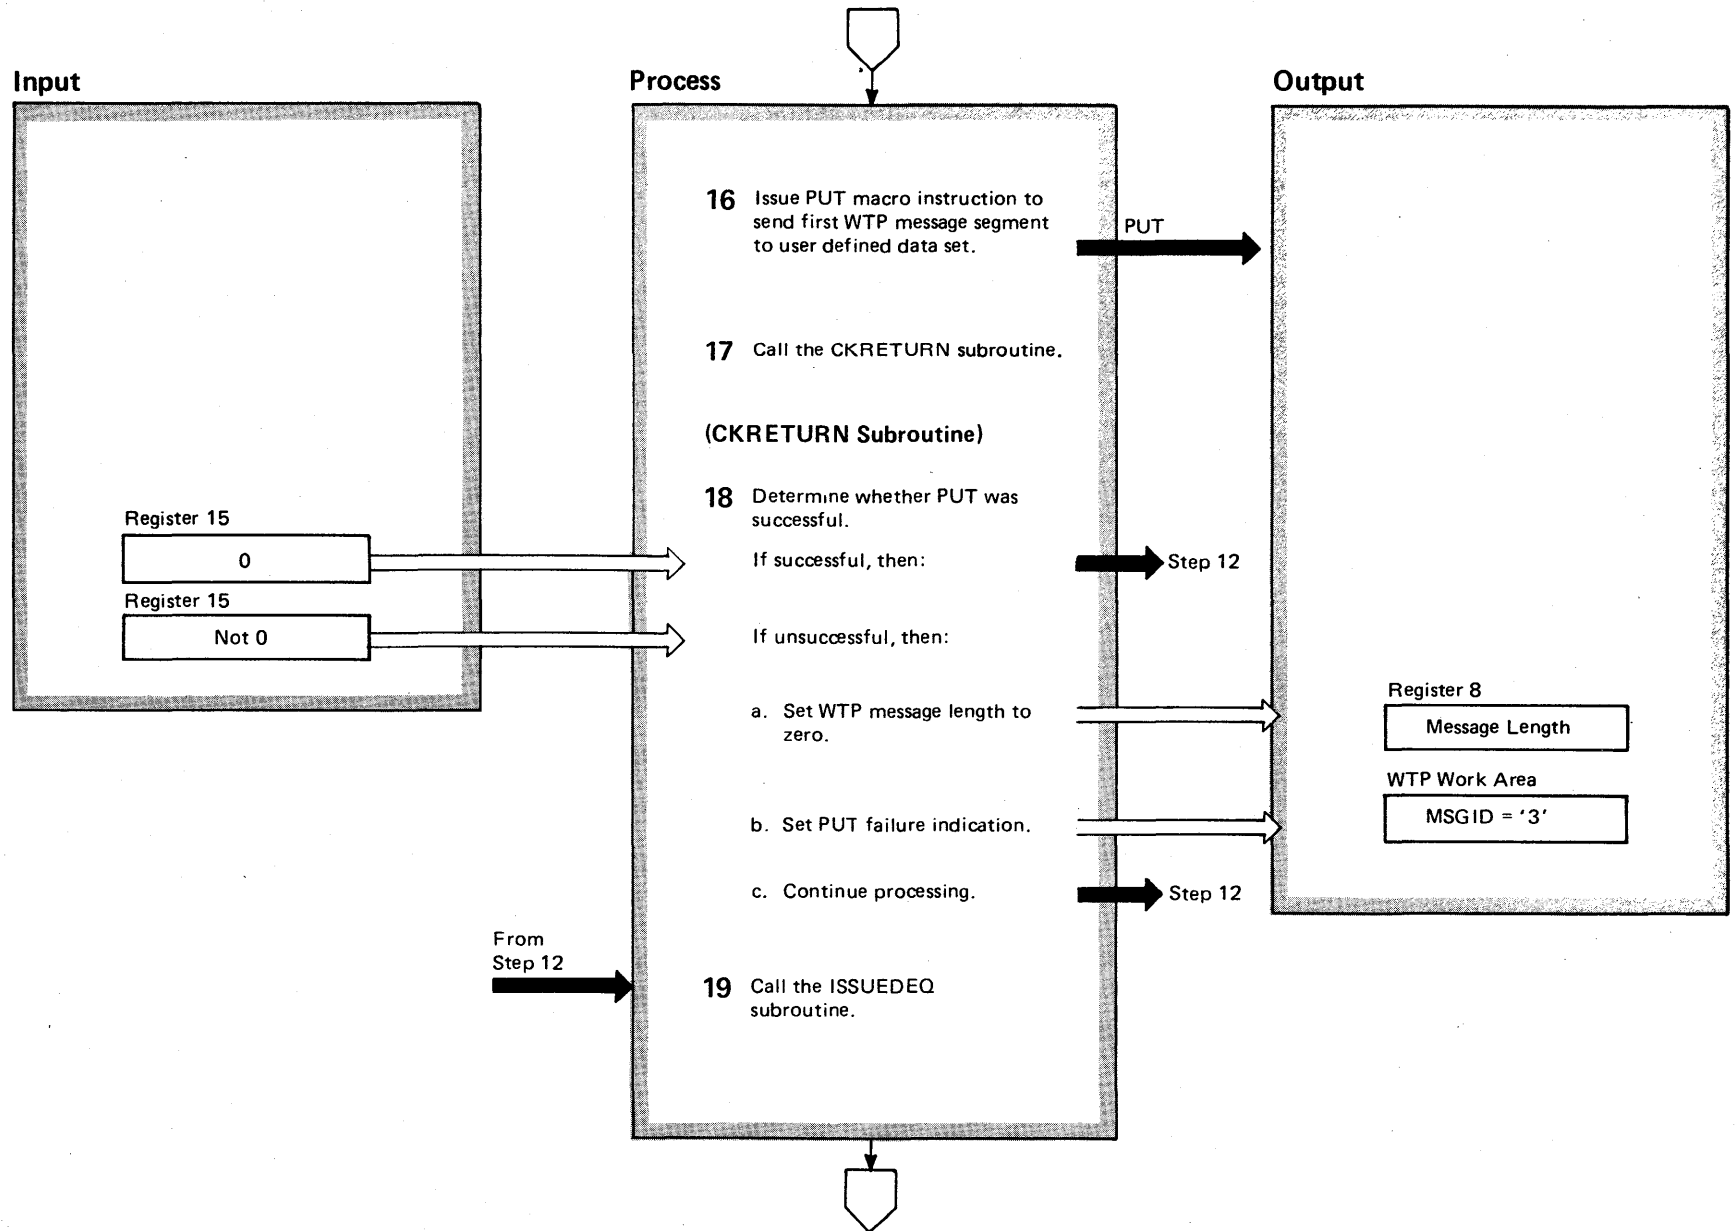 Input
Process
Output
16 Issue PUT macro instruction to
send first WTP message segment
to user defined data set.
PUT
17 Call the CKRETURN subroutine.
(CKRETURN Subroutine)
18 Determine whether PUT was
successful.
Register 15
0
If successful, then:
Step 12
Register 15
Not 0
If unsuccessful, then:
a. Set WTP message length to
zero.
Register 8
Message Length
WTP Work Area
MSGID = '3'
b. Set PUT failure indication.
c. Continue processing.
Step 12
From
Step 12
19 Call the ISSUEDEQ
subroutine.